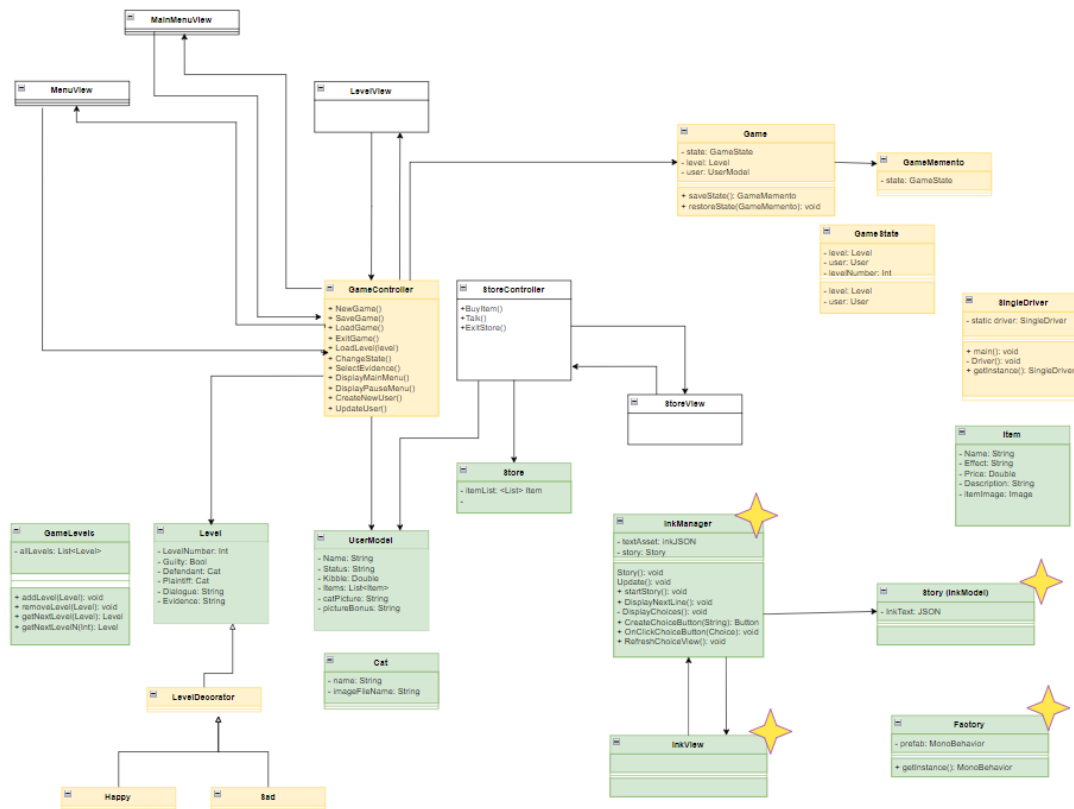 MainMenuView
MenuView
LevelView
Game
- state: GameState
- level: Level
- user: UserModel
+ saveState(): GameMemento
+ restoreState(GameMemento): void
GameMemento
- state: GameState
GameState
- level: Level
- user: User
- levelNumber: Int
- level: Level
- user: User
SingleDriver
- static driver: SingleDriver
+ main(): void
- Driver(): void
+ getInstance(): SingleDriver
GameController
+ NewGame()
+ SaveGame()
+ LoadGame()
+ ExitGame()
+ LoadLevel(level)
+ ChangeState()
+ SelectEvidence()
+ DisplayMainMenu()
+ DisplayPauseMenu()
+ CreateNewUser()
+ UpdateUser()
StoreController
+BuyItem()
+Talk()
+ExitStore()
StoreView
Item
- Name: String
- Effect: String
- Price: Double
- Description: String
- itemImage: Image
Store
- itemList: <List> Item
-
GameLevels
- allLevels: List<Level>
+ addLevel(Level): void
+ removeLevel(Level): void
+ getNextLevel(Level): Level
+ getNextLevelN(Int): Level
Level
- LevelNumber: Int
- Guilty: Bool
- Defendant: Cat
- Plaintiff: Cat
- Dialogue: String
- Evidence: String
UserModel
- Name: String
- Status: String
- Kibble: Double
- Items: List<Item>
- catPicture: String
- pictureBonus: String
InkManager
- textAsset: inkJSON
- story: Story
Story(): void
Update(): void
+ startStory(): void
+ DisplayNextLine(): void
- DisplayChoices(): void
+ CreateChoiceButton(String): Button
+ OnClickChoiceButton(Choice): void
+ RefreshChoiceView(): void
Story (InkModel)
- InkText: JSON
Cat
- name: String
- imageFileName: String
LevelDecorator
InkView
Factory
- prefab: MonoBehavior
+ getInstance(): MonoBehavior
Happy
Sad